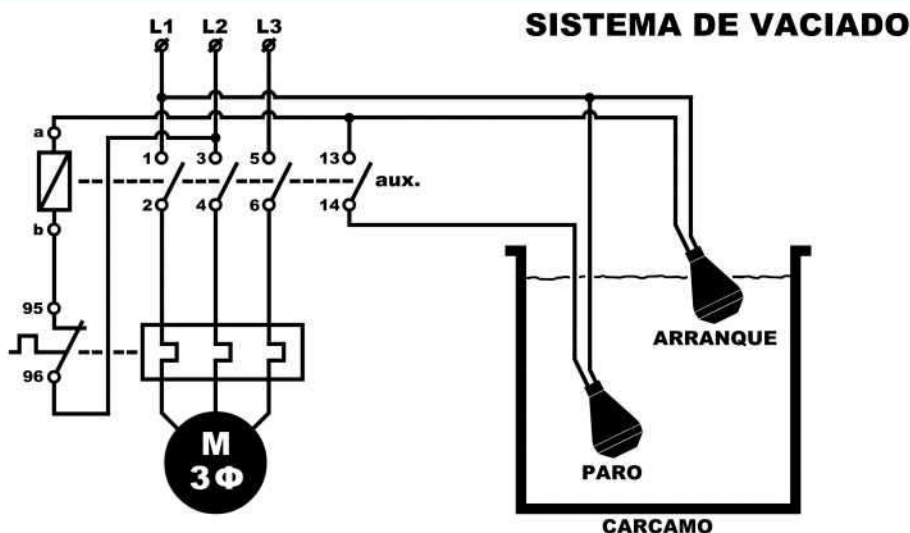 SISTEMA DE VACIADO
L1 L2 L3
a
1 3 5 13
aux.
2 4 6 14
b
95
96
ARRANQUE
PARO
M
3Φ
CARCAMO